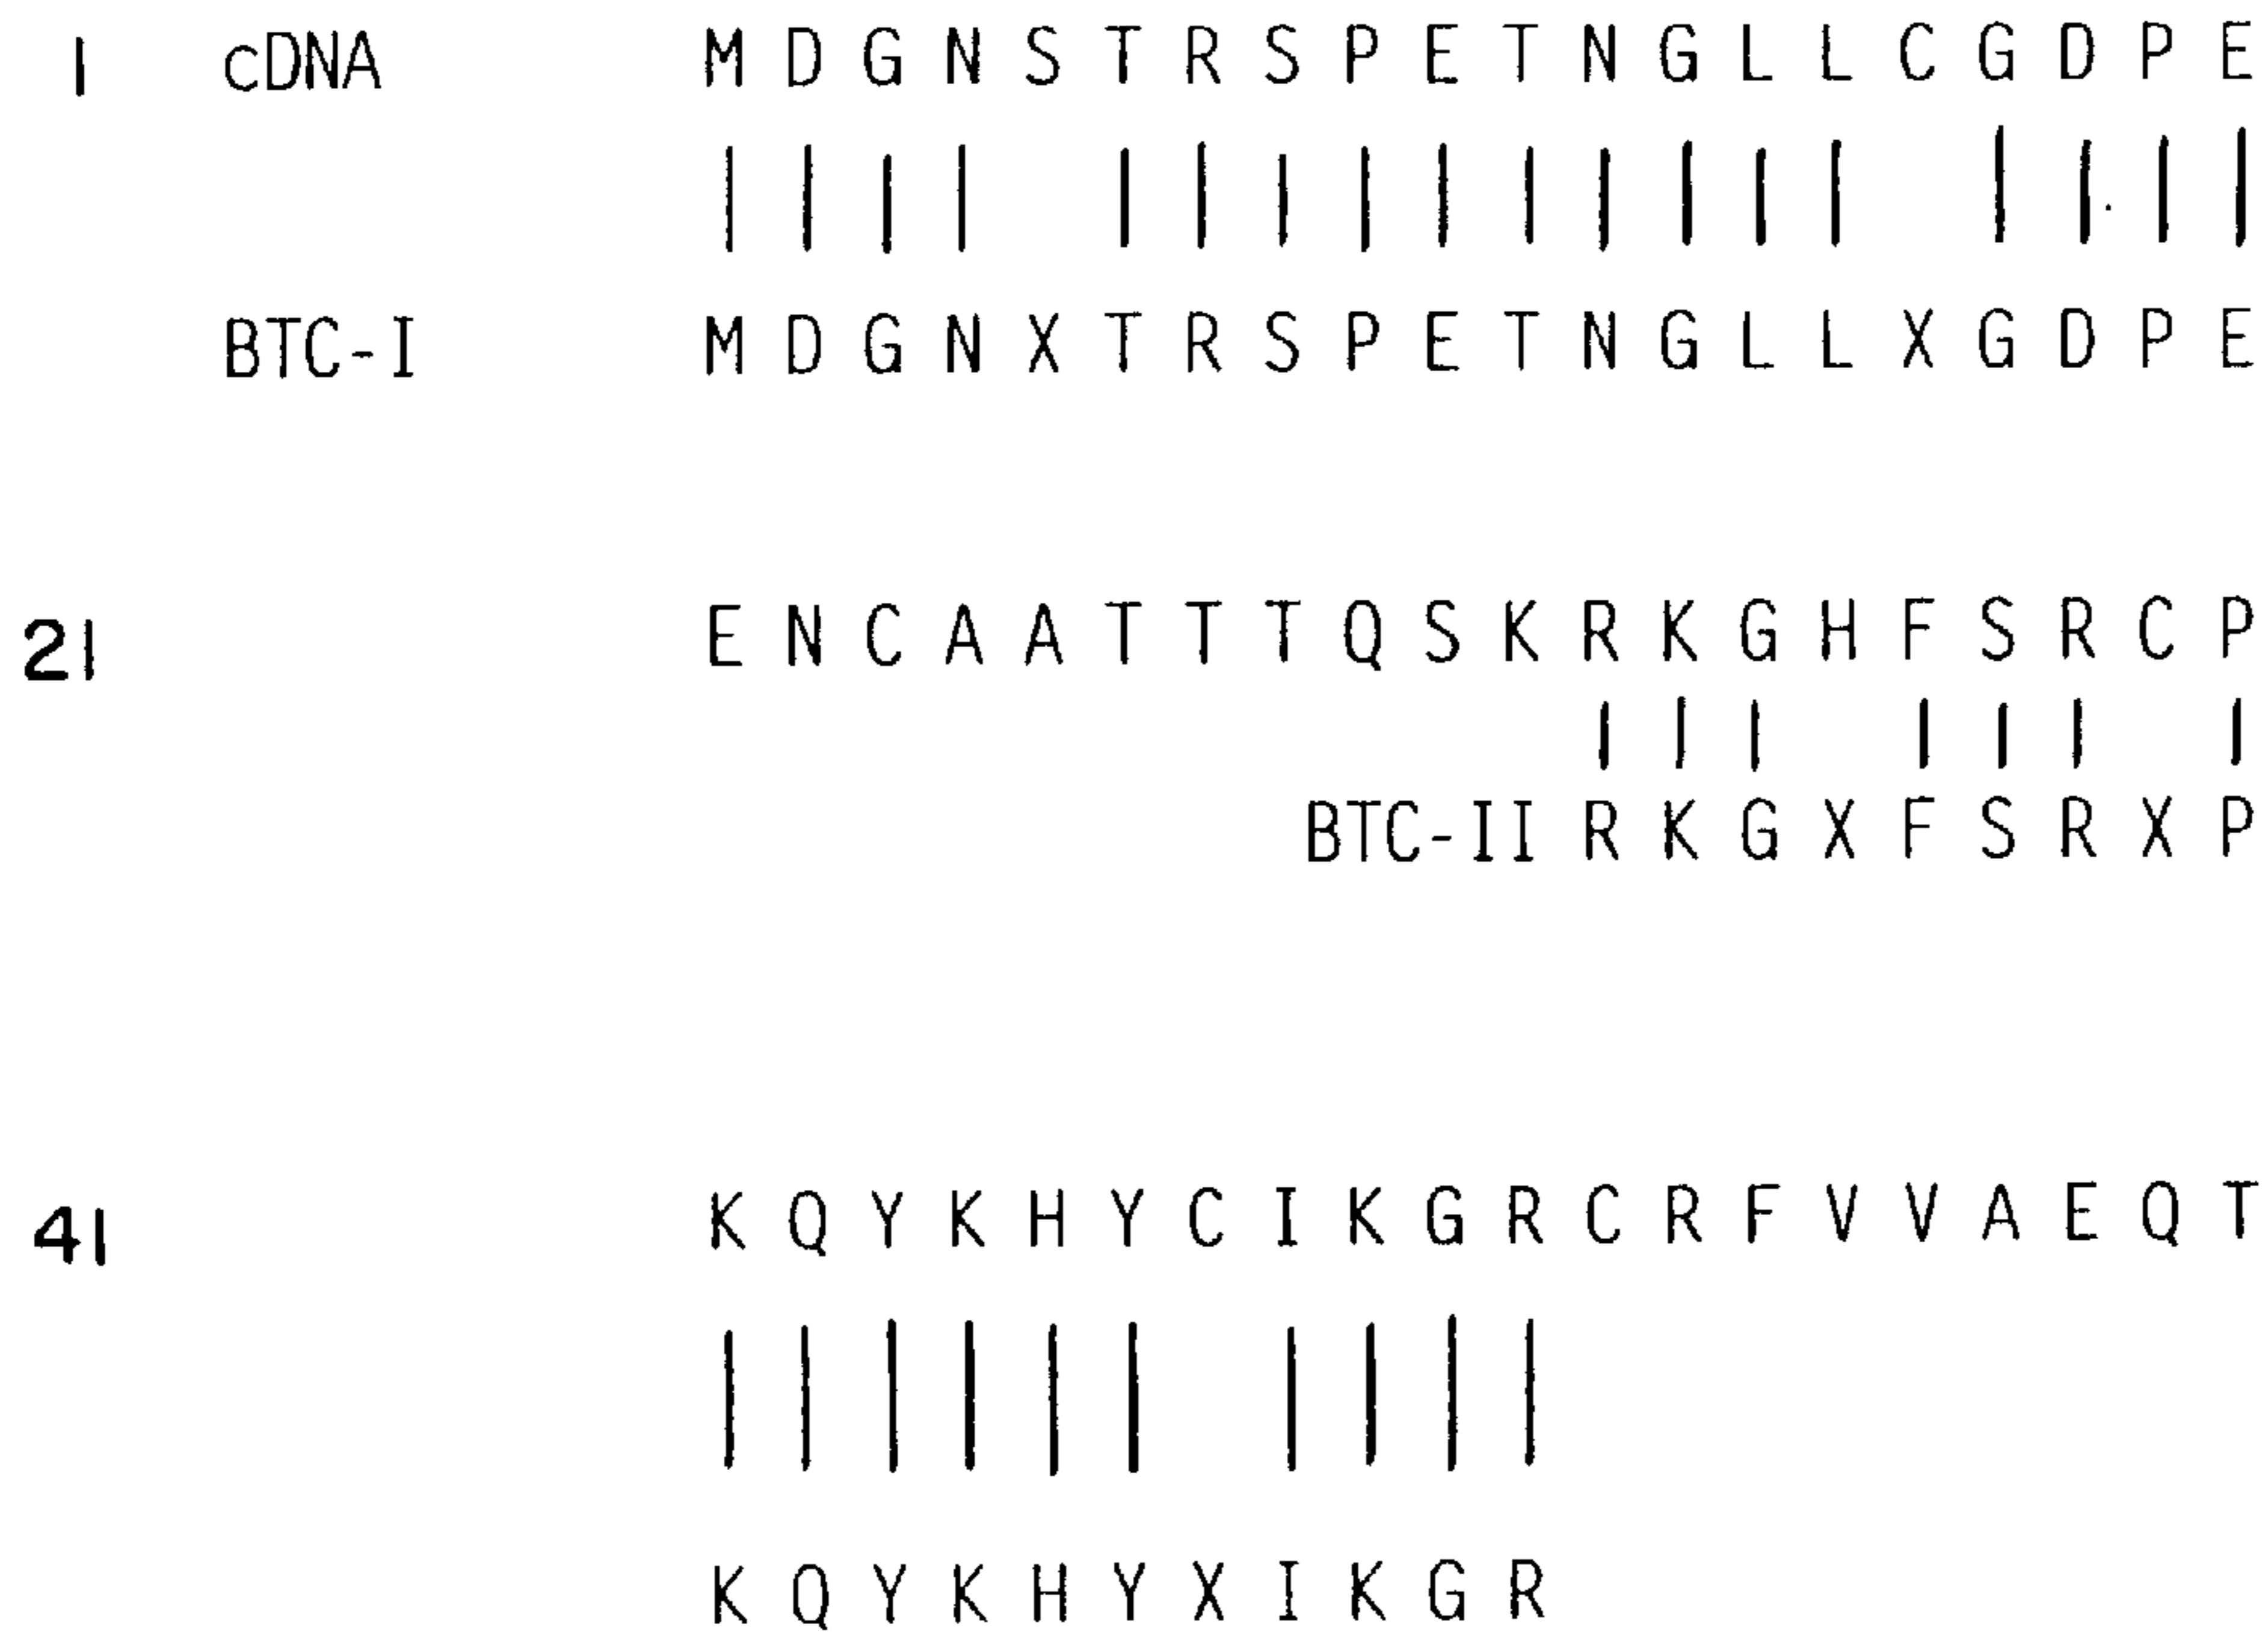 1 cDNA M D G N S T R S P E T N G L L C G D P E
BTC-I M D G N X T R S P E T N G L L X G D P E
21 E N C A A T T T Q S K R K G H F S R C P
BTC-II R K G X F S R X P
41 K Q Y K H Y C I K G R C R F V V A E Q T
K Q Y K H Y X I K G R